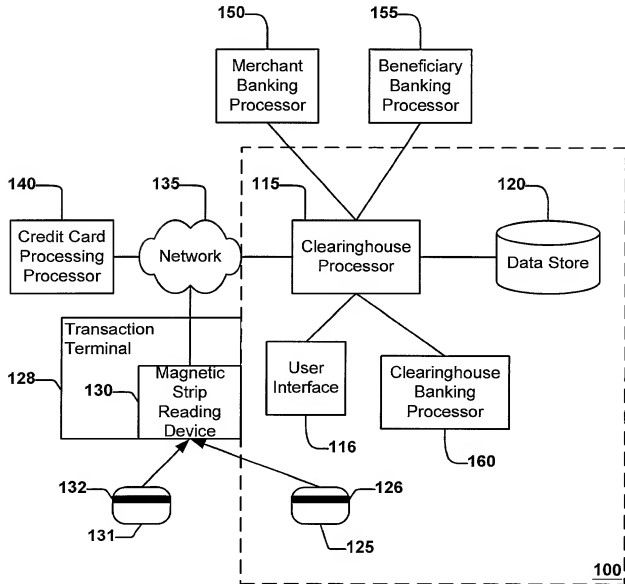 150
155
Merchant
Banking
Processor
Beneficiary
Banking
Processor
140
135
115
120
Credit Card
Processing
Processor
Network
Clearinghouse
Processor
Data Store
Transaction
Terminal
128
130
Magnetic
Strip
Reading
Device
User
Interface
Clearinghouse
Banking
Processor
116
160
132
131
126
125
100